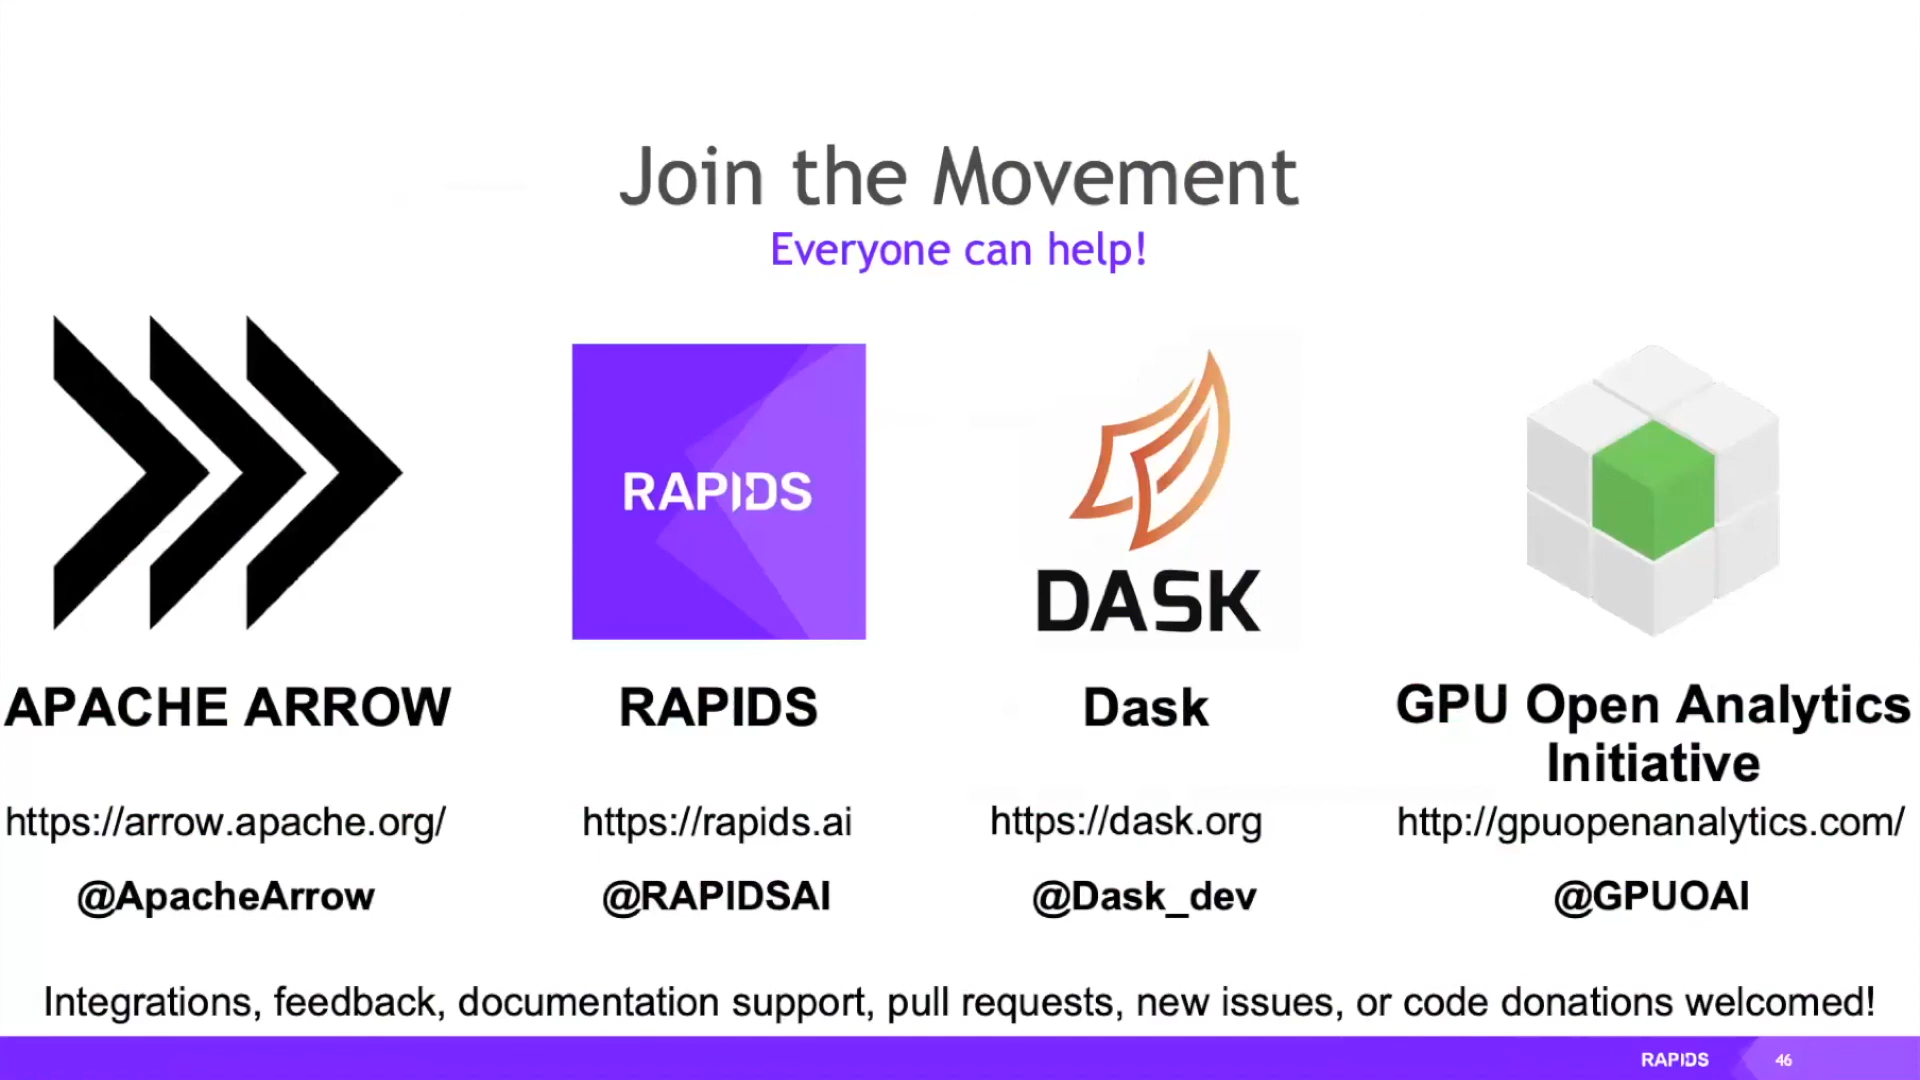 Join the Movement
Everyone can help!
RAPIDS
DASK
APACHE ARROW
RAPIDS
Dask
GPU Open Analytics
Initiative
https://arrow.apache.org/
https://rapids.ai
https://dask.org
http://gpuopenanalytics.com/
@ApacheArrow
@RAPIDSAI
@Dask_dev
@GPUOAI
Integrations, feedback, documentation support, pull requests, new issues, or code donations welcomed!
RAPIDS
46